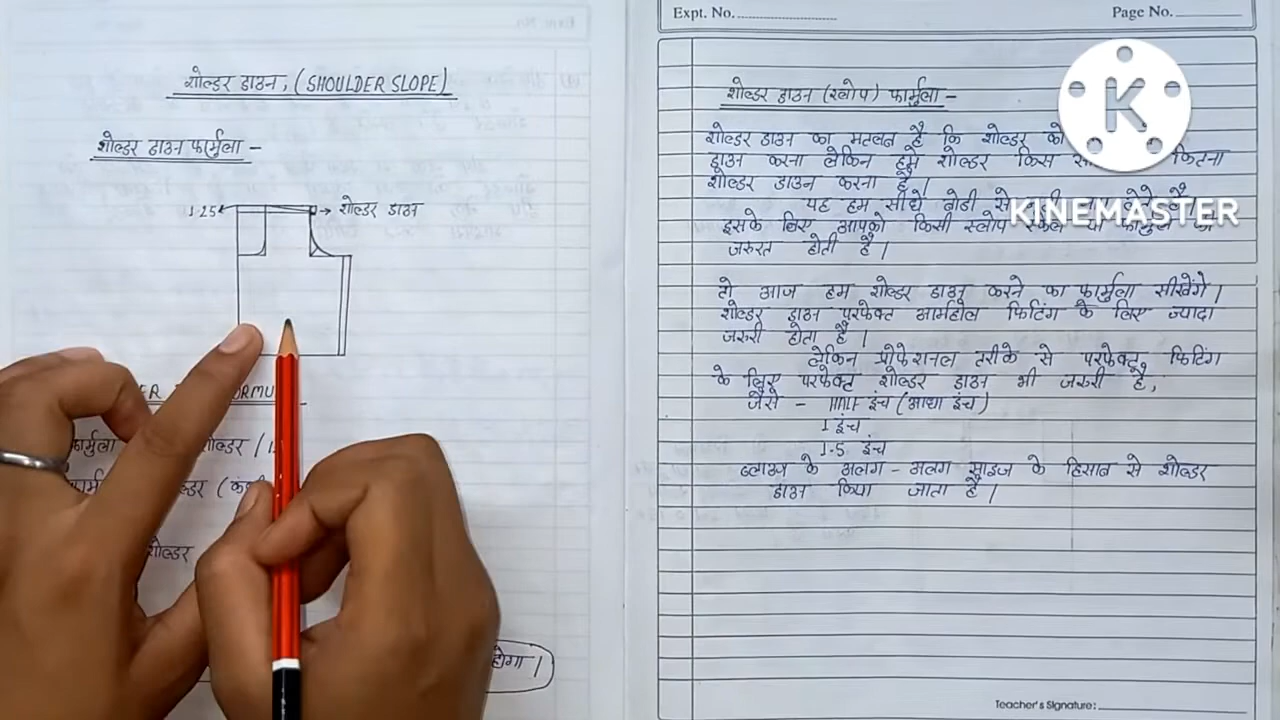 शोल्डर डाउन, (SHOULDER SLOPE)
शोल्डर डाउन फार्मुला -
1.25
→ शोल्डर डाउन
शोल्डर /
शोल्डर
होगा |
Expt. No.
Page No.
शोल्डर डाउन (स्लोप) फार्मुला -
शोल्डर डाउन का मतलब है कि शोल्डर को
डाउन करना लेकिन हमे शोल्डर किस कितना
शोल्डर डाउन करना है |
यह हम सीधे बोडी से
इसके लिए आपको किसी स्लोप स्केल या फार्मुले
जरुरत होती है |
तो आज हम शोल्डर डाउन करने का फार्मुला सीखेंगे |
शोल्डर डाउन परफेक्ट आर्महोल फिटिंग के लिए ज्यादा
जरुरी होता है |
लेकिन प्रोफेशनल तरीके से परफेक्ट फिटिंग
के लिए परफेक्ट शोल्डर डाउन भी जरुरी है,
जैसे - HALF इंच (आधा इंच)
1 इंच
1.5 इंच
ब्लाउज के अलग - अलग साइज के हिसाब से शोल्डर
डाउन किया जाता है |
Teacher's Signature:
K
KINEMASTER